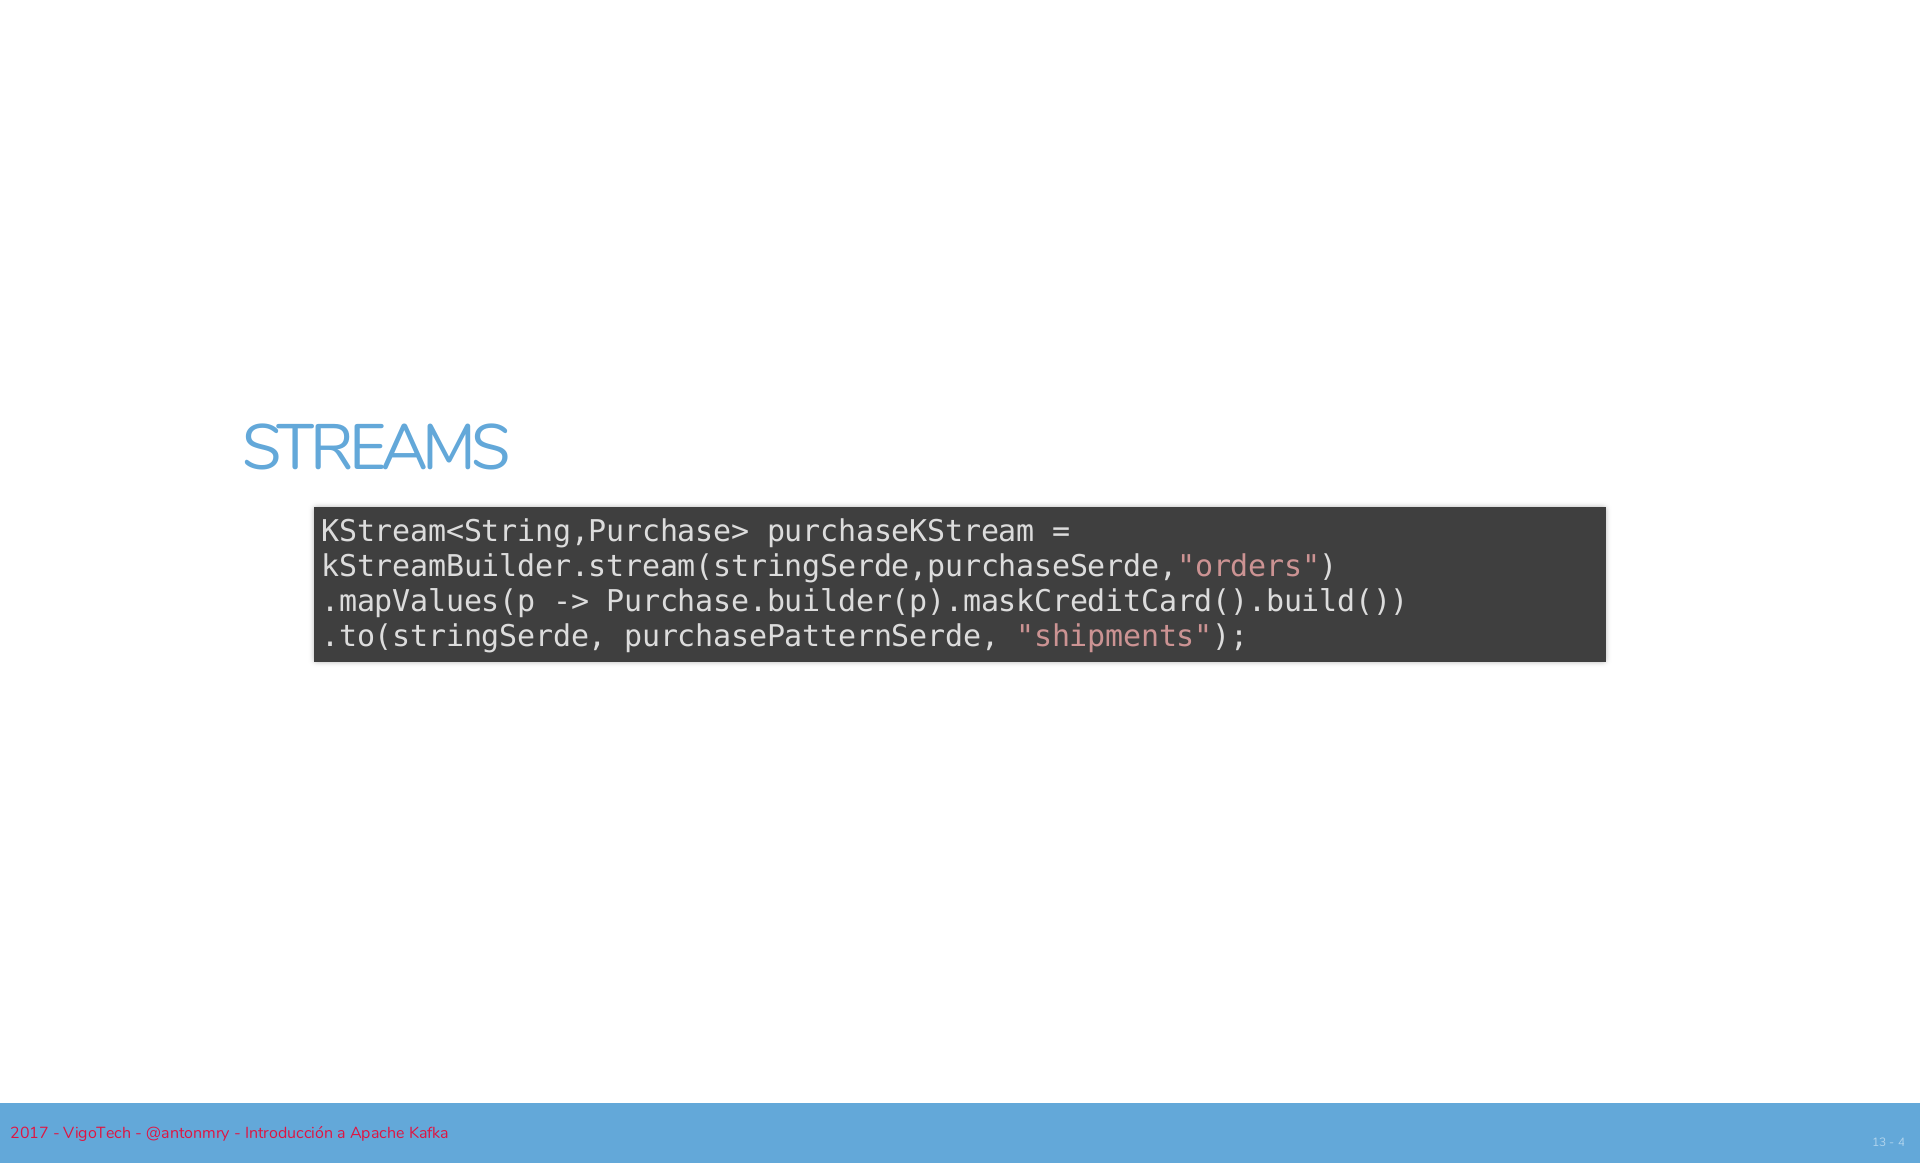 STREAMS
KStream<String,Purchase> purchaseKStream =
kStreamBuilder.stream(stringSerde,purchaseSerde,"orders")
.mapValues(p -> Purchase.builder(p).maskCreditCard().build())
.to(stringSerde, purchasePatternSerde, "shipments");
2017 - VigoTech - @antonmry - Introducción a Apache Kafka
13 - 4